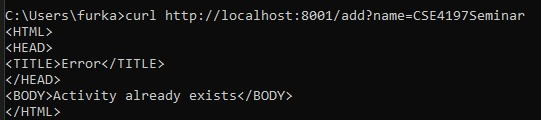 C:\Users\furka>curl http://localhost:8001/add?name=CSE4197Seminar
<HTML>
<HEAD>
<TITLE>Error</TITLE>
</HEAD>
<BODY>Activity already exists</BODY>
</HTML>